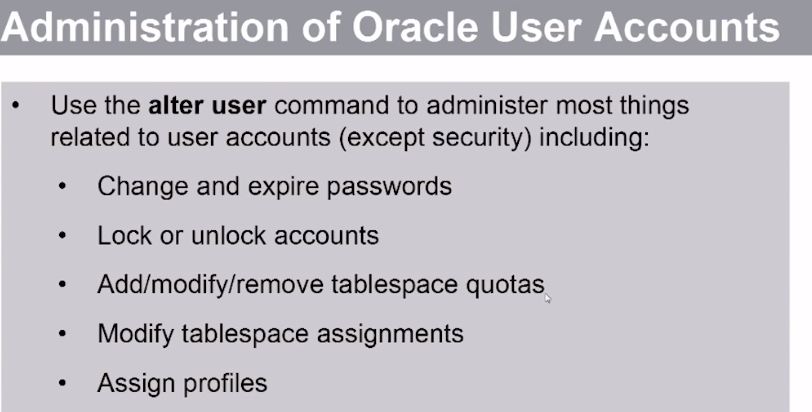 Administration of Oracle User Accounts
• Use the alter user command to administer most things
related to user accounts (except security) including:
• Change and expire passwords
• Lock or unlock accounts
• Add/modify/remove tablespace quotas
• Modify tablespace assignments
• Assign profiles